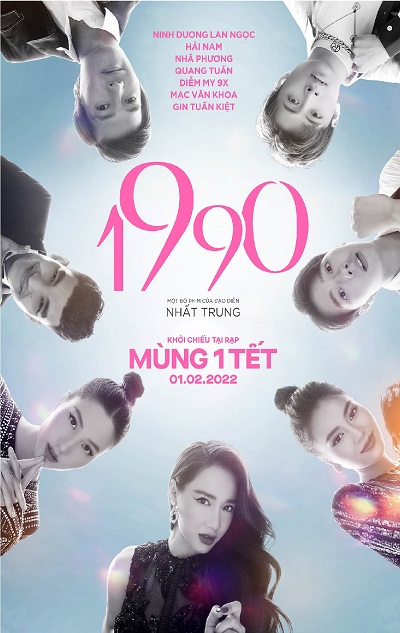 NINH DƯƠNG LAN NGỌC
HẢI NAM
NHÃ PHƯƠNG
QUANG TUẤN
DIỄM MY 9X
MẠC VĂN KHOA
GIN TUẤN KIỆT
1990
MỘT BỘ PHIM CỦA ĐẠO DIỄN
NHẤT TRUNG
KHỞI CHIẾU TẠI RẠP
MÙNG 1 TẾT
01.02.2022